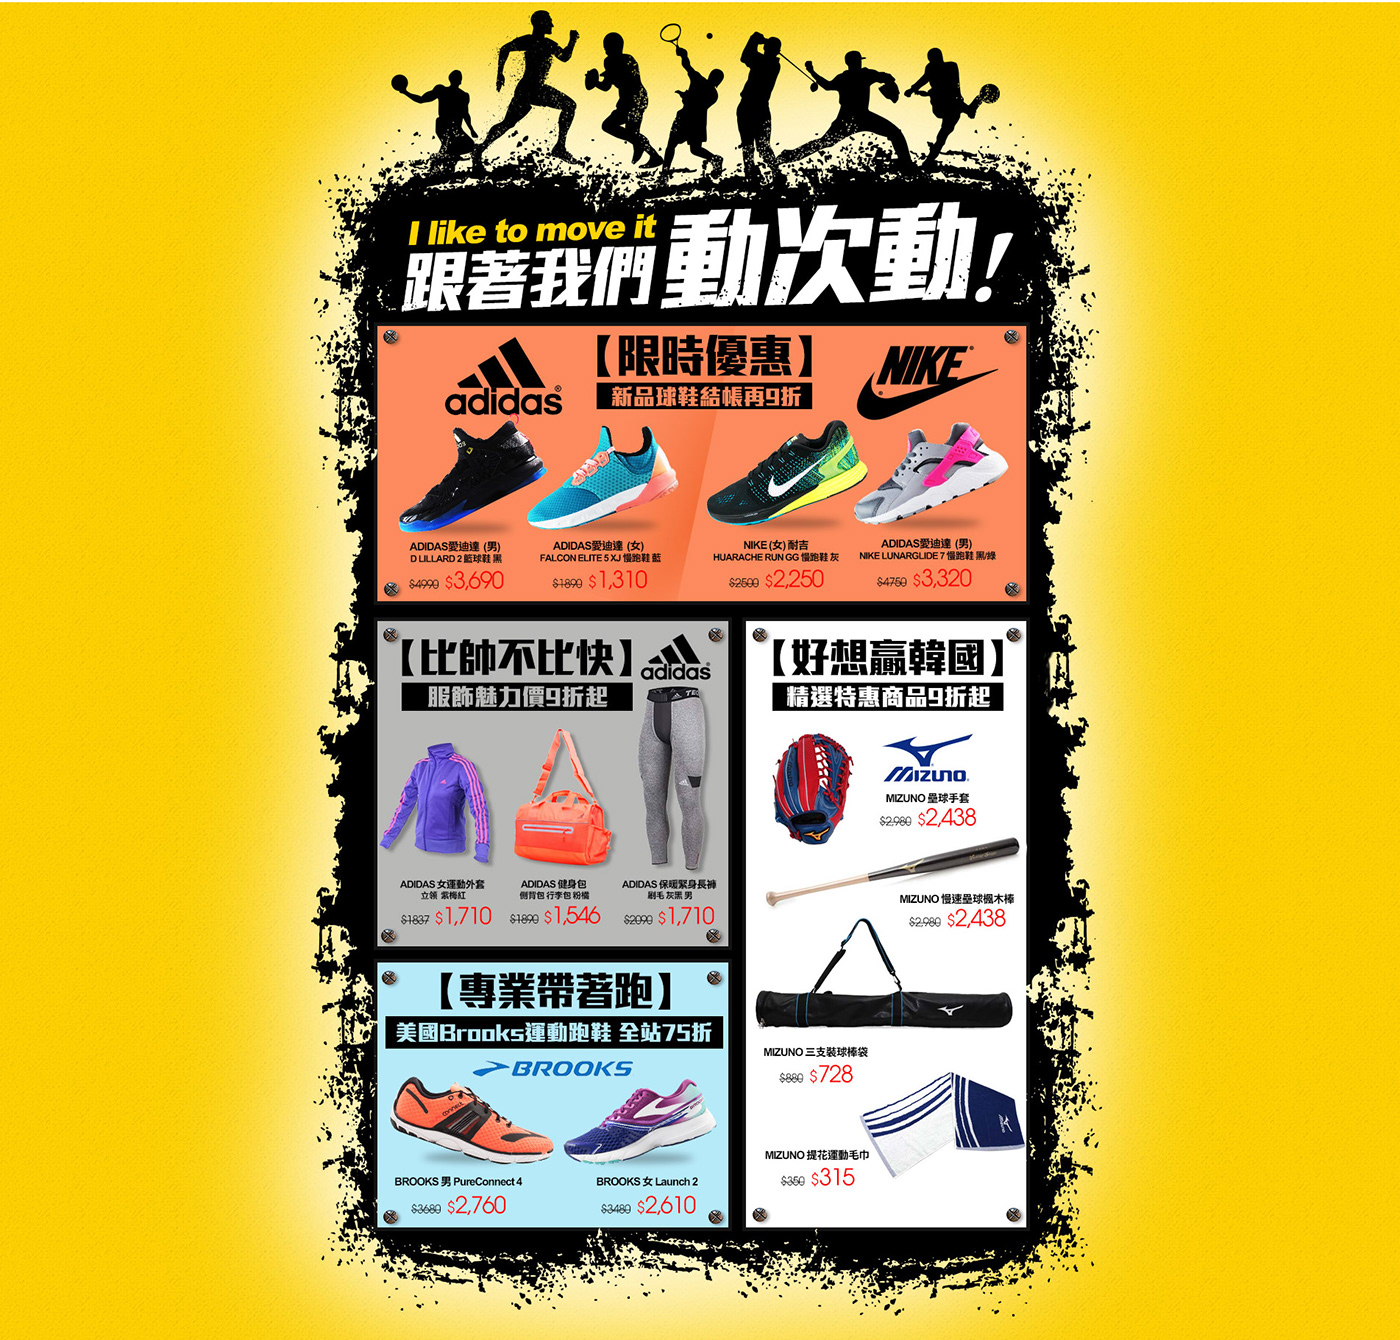 I like to move it
跟著我們動次動!
adidas
【限時優惠】
新品球鞋結帳再9折
NIKE
ADIDAS愛迪達 (男)
D LILLARD 2 籃球鞋 黑
$4990 $3,690
ADIDAS愛迪達 (女)
FALCON ELITE 5 XJ 慢跑鞋 藍
$1890 $1,310
NIKE (女) 耐吉
HUARACHE RUN GG 慢跑鞋 灰
$2500 $2,250
ADIDAS愛迪達 (男)
NIKE LUNARGLIDE 7 慢跑鞋 黑/綠
$4750 $3,320
【比帥不比快】
adidas
服飾魅力價9折起
ADIDAS 女運動外套
立領 紫梅紅
$1837 $1,710
ADIDAS 健身包
側背包 行李包 粉橘
$1890 $1,546
ADIDAS 保暖緊身長褲
刷毛 灰黑 男
$2090 $1,710
【好想贏韓國】
精選特惠商品9折起
MIZUNO
MIZUNO 壘球手套
$2,980 $2,438
MIZUNO 慢速壘球楓木棒
$2,980 $2,438
MIZUNO 三支裝球棒袋
$880 $728
MIZUNO 提花運動毛巾
$350 $315
【專業帶著跑】
美國Brooks運動跑鞋 全站75折
BROOKS
BROOKS 男 PureConnect 4
$3680 $2,760
BROOKS 女 Launch 2
$3480 $2,610